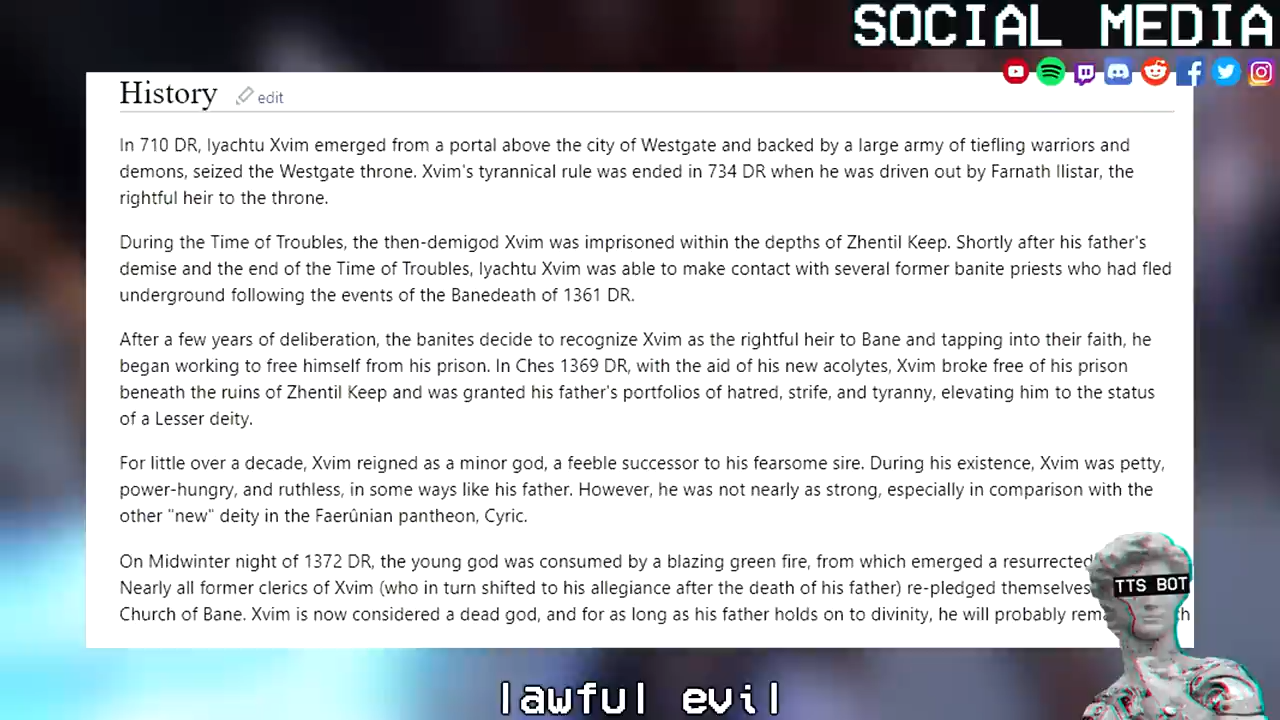 SOCIAL MEDIA
History edit
In 710 DR, Iyachtu Xvim emerged from a portal above the city of Westgate and backed by a large army of tiefling warriors and
demons, seized the Westgate throne. Xvim's tyrannical rule was ended in 734 DR when he was driven out by Farnath Ilistar, the
rightful heir to the throne.
During the Time of Troubles, the then-demigod Xvim was imprisoned within the depths of Zhentil Keep. Shortly after his father's
demise and the end of the Time of Troubles, Iyachtu Xvim was able to make contact with several former banite priests who had fled
underground following the events of the Banedeath of 1361 DR.
After a few years of deliberation, the banites decide to recognize Xvim as the rightful heir to Bane and tapping into their faith, he
began working to free himself from his prison. In Ches 1369 DR, with the aid of his new acolytes, Xvim broke free of his prison
beneath the ruins of Zhentil Keep and was granted his father's portfolios of hatred, strife, and tyranny, elevating him to the status
of a Lesser deity.
For little over a decade, Xvim reigned as a minor god, a feeble successor to his fearsome sire. During his existence, Xvim was petty,
power-hungry, and ruthless, in some ways like his father. However, he was not nearly as strong, especially in comparison with the
other "new" deity in the Faerûnian pantheon, Cyric.
On Midwinter night of 1372 DR, the young god was consumed by a blazing green fire, from which emerged a resurrected
Nearly all former clerics of Xvim (who in turn shifted to his allegiance after the death of his father) re-pledged themselves
Church of Bane. Xvim is now considered a dead god, and for as long as his father holds on to divinity, he will probably
TTS BOT
lawful evil